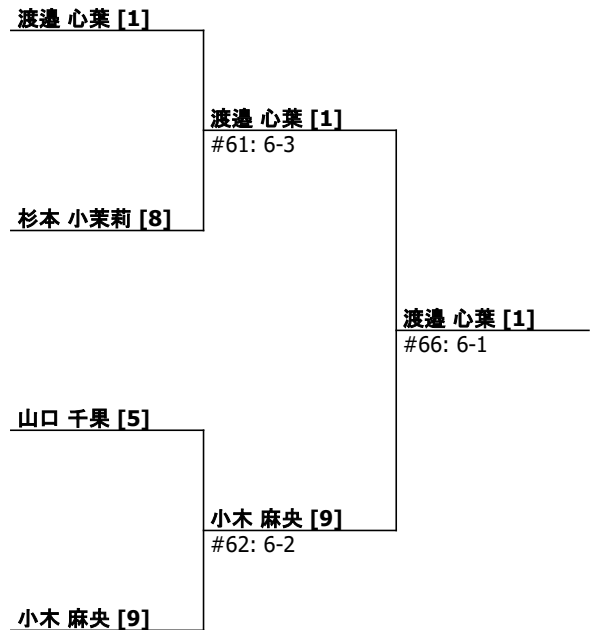 渡邉 心葉 [1]
渡邉 心葉 [1]
#61: 6-3
杉本 小茉莉 [8]
渡邉 心葉 [1]
#66: 6-1
山口 千果 [5]
小木 麻央 [9]
#62: 6-2
小木 麻央 [9]